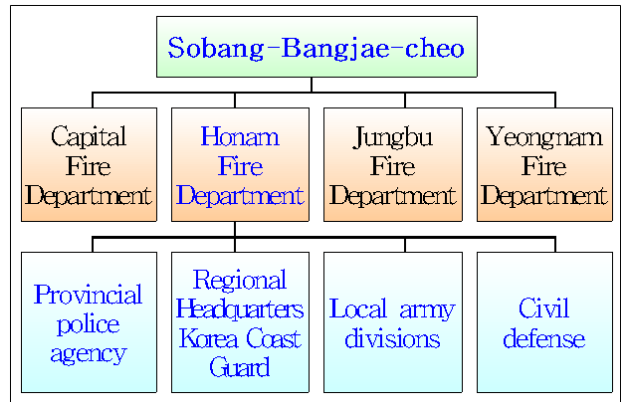 Sobang-Bangjae-cheo
Capital
Fire
Department
Honam
Fire
Department
Jungbu
Fire
Department
Yeongnam
Fire
Department
Provincial
police
agency
Regional
Headquarters
Korea Coast
Guard
Local army
divisions
Civil
defense